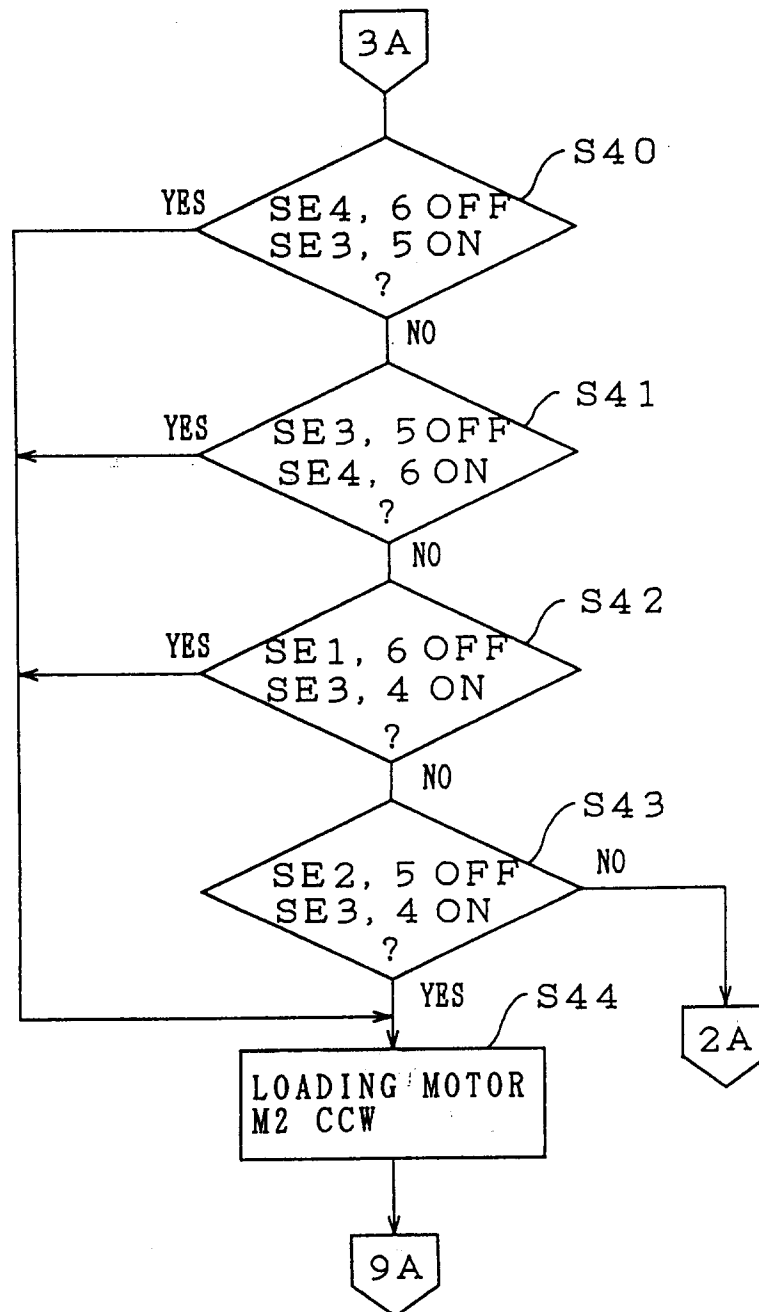 3A
S40
YES
SE4, 6 OFF
SE3, 5 ON
?
NO
S41
YES
SE3, 5 OFF
SE4, 6 ON
?
NO
S42
YES
SE1, 6 OFF
SE3, 4 ON
?
NO
S43
NO
SE2, 5 OFF
SE3, 4 ON
?
YES
S44
2A
LOADING MOTOR
M2 CCW
9A